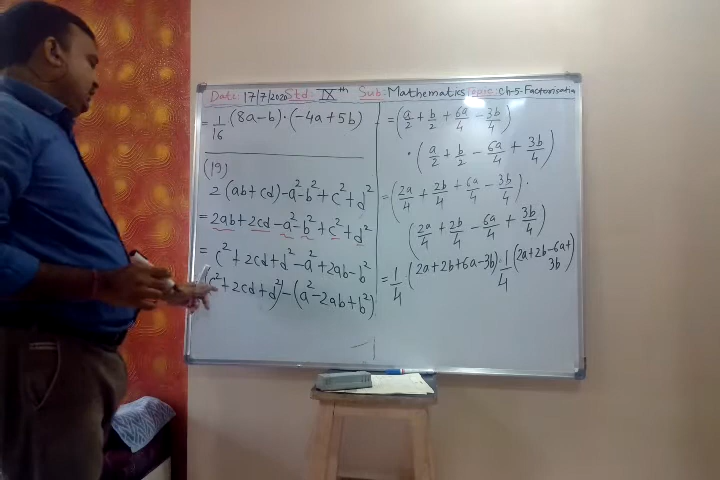 Date: 17/7/2020 Std: IXth Sub: Mathematics Topic: Ch-5-Factorisatio
= 1/16 (8a-b)·(-4a+5b)
(19)
2(ab+cd)-a²-b²+c²+d²
= 2ab+2cd-a²-b²+c²+d²
= c²+2cd+d²-a²+2ab-b²
(c²+2cd+d²)-(a²-2ab+b²)
= (a/2 + b/2 + 6a/4 - 3b/4)
· (a/2 + b/2 - 6a/4 + 3b/4)
= (2a/4 + 2b/4 + 6a/4 - 3b/4)·
(2a/4 + 2b/4 - 6a/4 + 3b/4)
= 1/4 (2a+2b+6a-3b)·1/4 (2a+2b-6a+
3b)